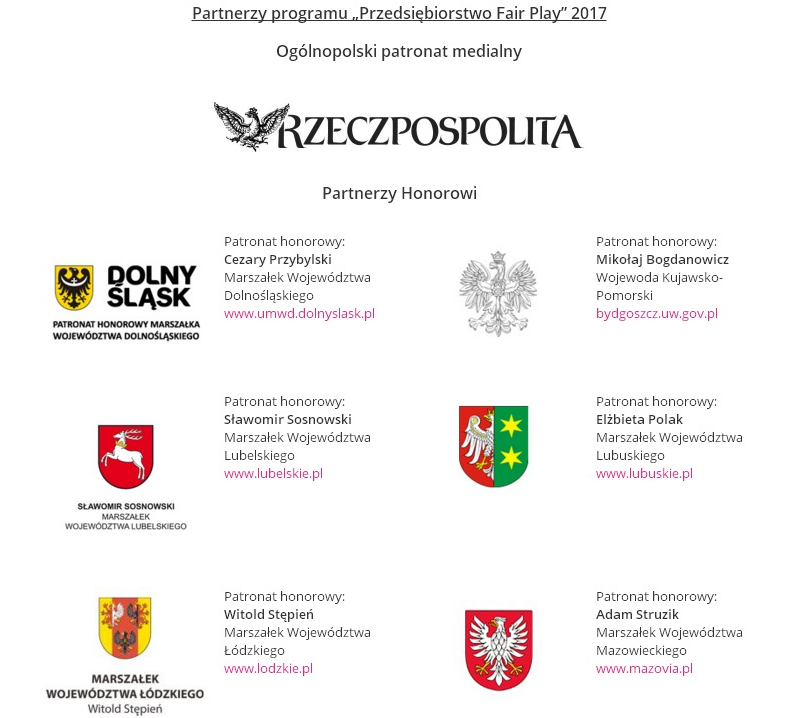 Partnerzy programu „Przedsiębiorstwo Fair Play” 2017
Ogólnopolski patronat medialny
RZECZPOSPOLITA
Partnerzy Honorowi
DOLNY
ŚLĄSK
PATRONAT HONOROWY MARSZAŁKA
WOJEWÓDZTWA DOLNOŚLĄSKIEGO
Patronat honorowy:
Cezary Przybylski
Marszałek Województwa
Dolnośląskiego
www.umwd.dolnyslask.pl
Patronat honorowy:
Mikołaj Bogdanowicz
Wojewoda Kujawsko-
Pomorski
bydgoszcz.uw.gov.pl
SŁAWOMIR SOSNOWSKI
MARSZAŁEK
WOJEWÓDZTWA LUBELSKIEGO
Patronat honorowy:
Sławomir Sosnowski
Marszałek Województwa
Lubelskiego
www.lubelskie.pl
Patronat honorowy:
Elżbieta Polak
Marszałek Województwa
Lubuskiego
www.lubuskie.pl
MARSZAŁEK
WOJEWÓDZTWA ŁÓDZKIEGO
Witold Stępień
Patronat honorowy:
Witold Stępień
Marszałek Województwa
Łódzkiego
www.lodzkie.pl
Patronat honorowy:
Adam Struzik
Marszałek Województwa
Mazowieckiego
www.mazovia.pl